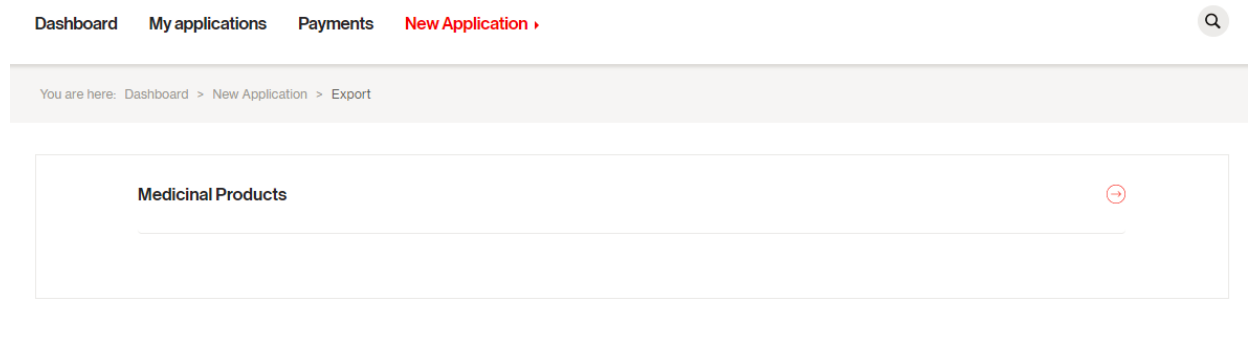 Dashboard My applications Payments New Application
You are here: Dashboard > New Application > Export
Medicinal Products